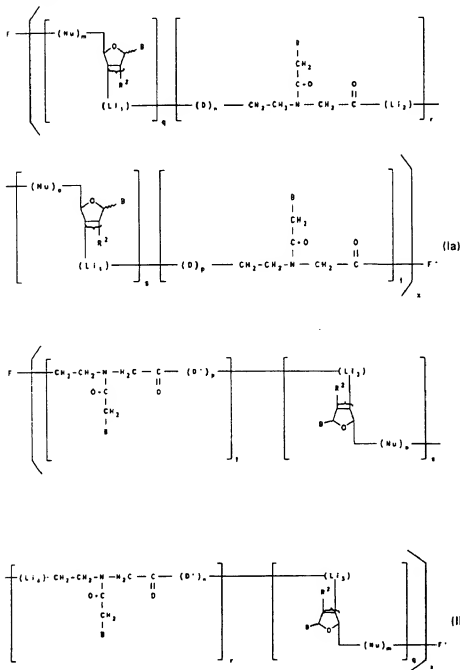 B
F (Nu)m O B CH2
R2 C=O O
(Li1) q (D)n CH2-CH2-N-CH2 C (Li2) r
B
(Nu)o O B CH2
R2 C=O O (Ia)
(Li1) s (D)p CH2-CH2-N-CH2 C t F' x
F CH2-CH2-N-H2C C (D')p (Li3)
O=C O R2
CH2 B O
B t (Nu)o s
(Li4) CH2-CH2-N-H2C C (D')n (Li5)
O=C O R2 (I
CH2 B O
B r (Nu)m q F' x